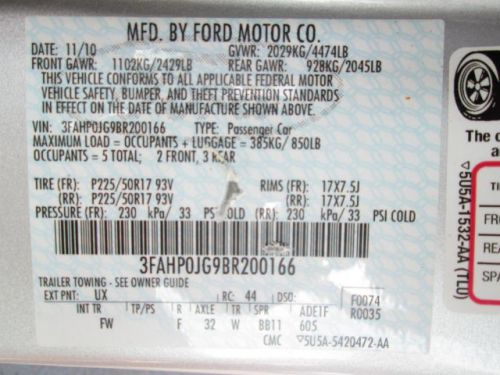 MFD. BY FORD MOTOR CO.
DATE: 11/10 GVWR: 2029KG/4474LB
FRONT GAWR: 1102KG/2429LB REAR GAWR: 928KG/2045LB
THIS VEHICLE CONFORMS TO ALL APPLICABLE FEDERAL MOTOR
VEHICLE SAFETY, BUMPER, AND THEFT PREVENTION STANDARDS
IN EFFECT ON THE DATE OF MANUFACTURE SHOWN ABOVE.
VIN: 3FAHP0JG9BR200166 TYPE: Passenger Car
MAXIMUM LOAD = OCCUPANTS + LUGGAGE = 385KG/ 850LB
OCCUPANTS = 5 TOTAL; 2 FRONT, 3 REAR
TIRE (FR): P225/50R17 93V RIMS (FR): 17X7.5J
(RR): P225/50R17 93V (RR): 17X7.5J
PRESSURE (FR): 230 kPa/ 33 PSI COLD (RR): 230 kPa/33 PSI COLD
3FAHP0JG9BR200166
TRAILER TOWING - SEE OWNER GUIDE
EXT PNT: UX RC: 44 DSO: F0074
R0035
INT TR TP/PS R AXLE TR SPR ADE1F
FW F 32 W BB11 605
CMC 5U5A-5420472-AA
5U5A-1532-AA (TL0)
The c
a
FR
RE
SPA